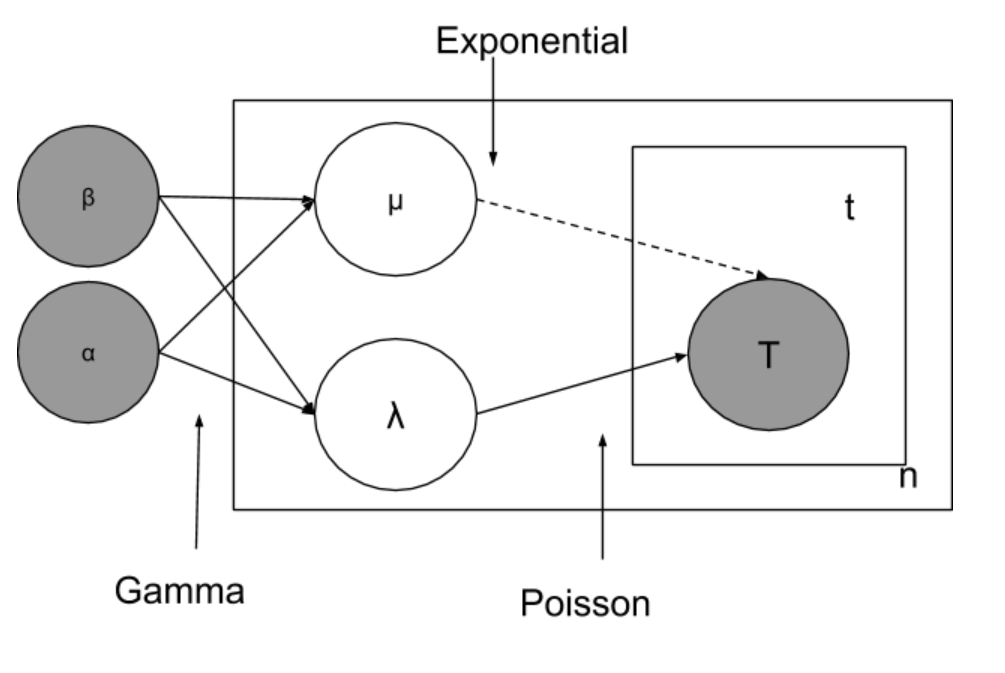 Exponential
β
μ
t
α
T
λ
n
Gamma
Poisson